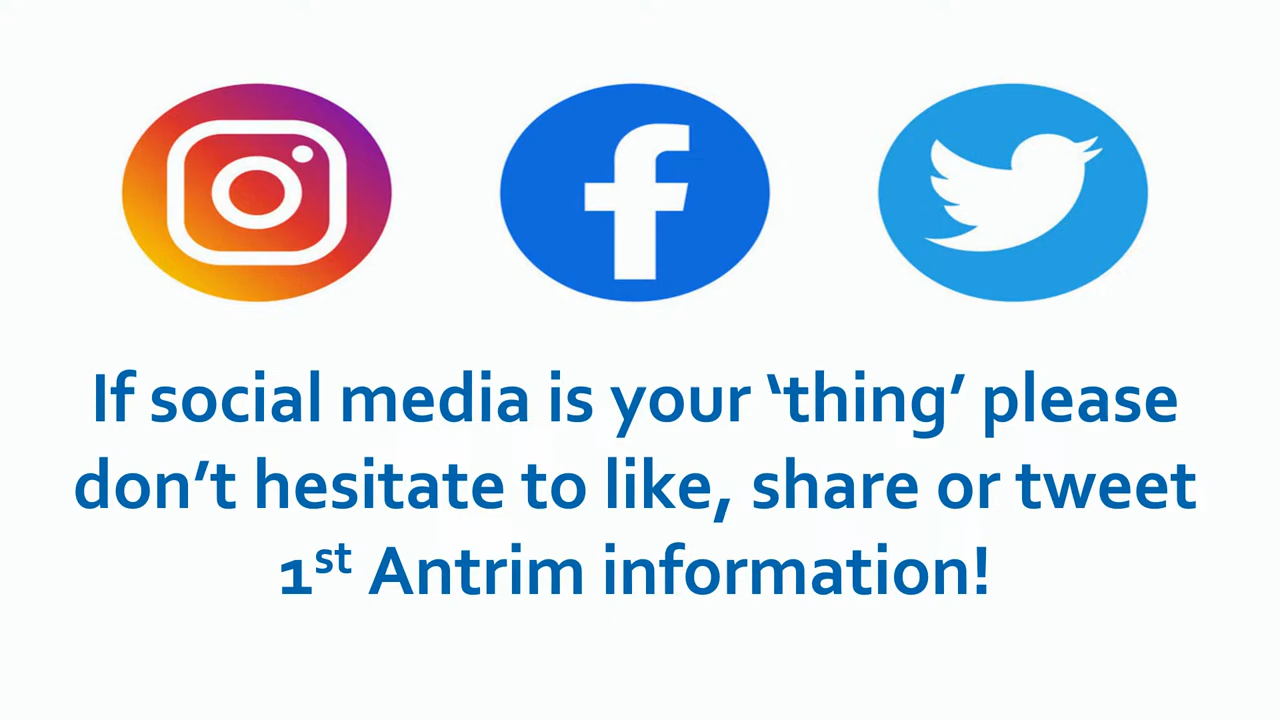 If social media is your ‘thing’ please
don’t hesitate to like, share or tweet
1st Antrim information!